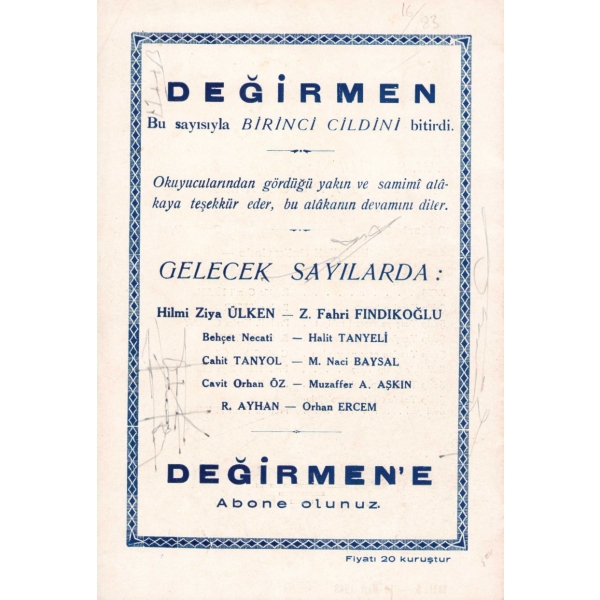 16/83
DEĞİRMEN
Bu sayısıyla BİRİNCİ CİLDİNİ bitirdi.
Okuyucularından gördüğü yakın ve samimî alâ-
kaya teşekkür eder, bu alâkanın devamını diler.
GELECEK SAYILARDA :
Hilmi Ziya ÜLKEN — Z. Fahri FINDIKOĞLU
Behçet Necati — Halit TANYELİ
Cahit TANYOL — M. Naci BAYSAL
Cavit Orhan ÖZ — Muzaffer A. AŞKIN
R. AYHAN — Orhan ERCEM
DEĞİRMEN'E
Abone olunuz.
Fiyatı 20 kuruştur